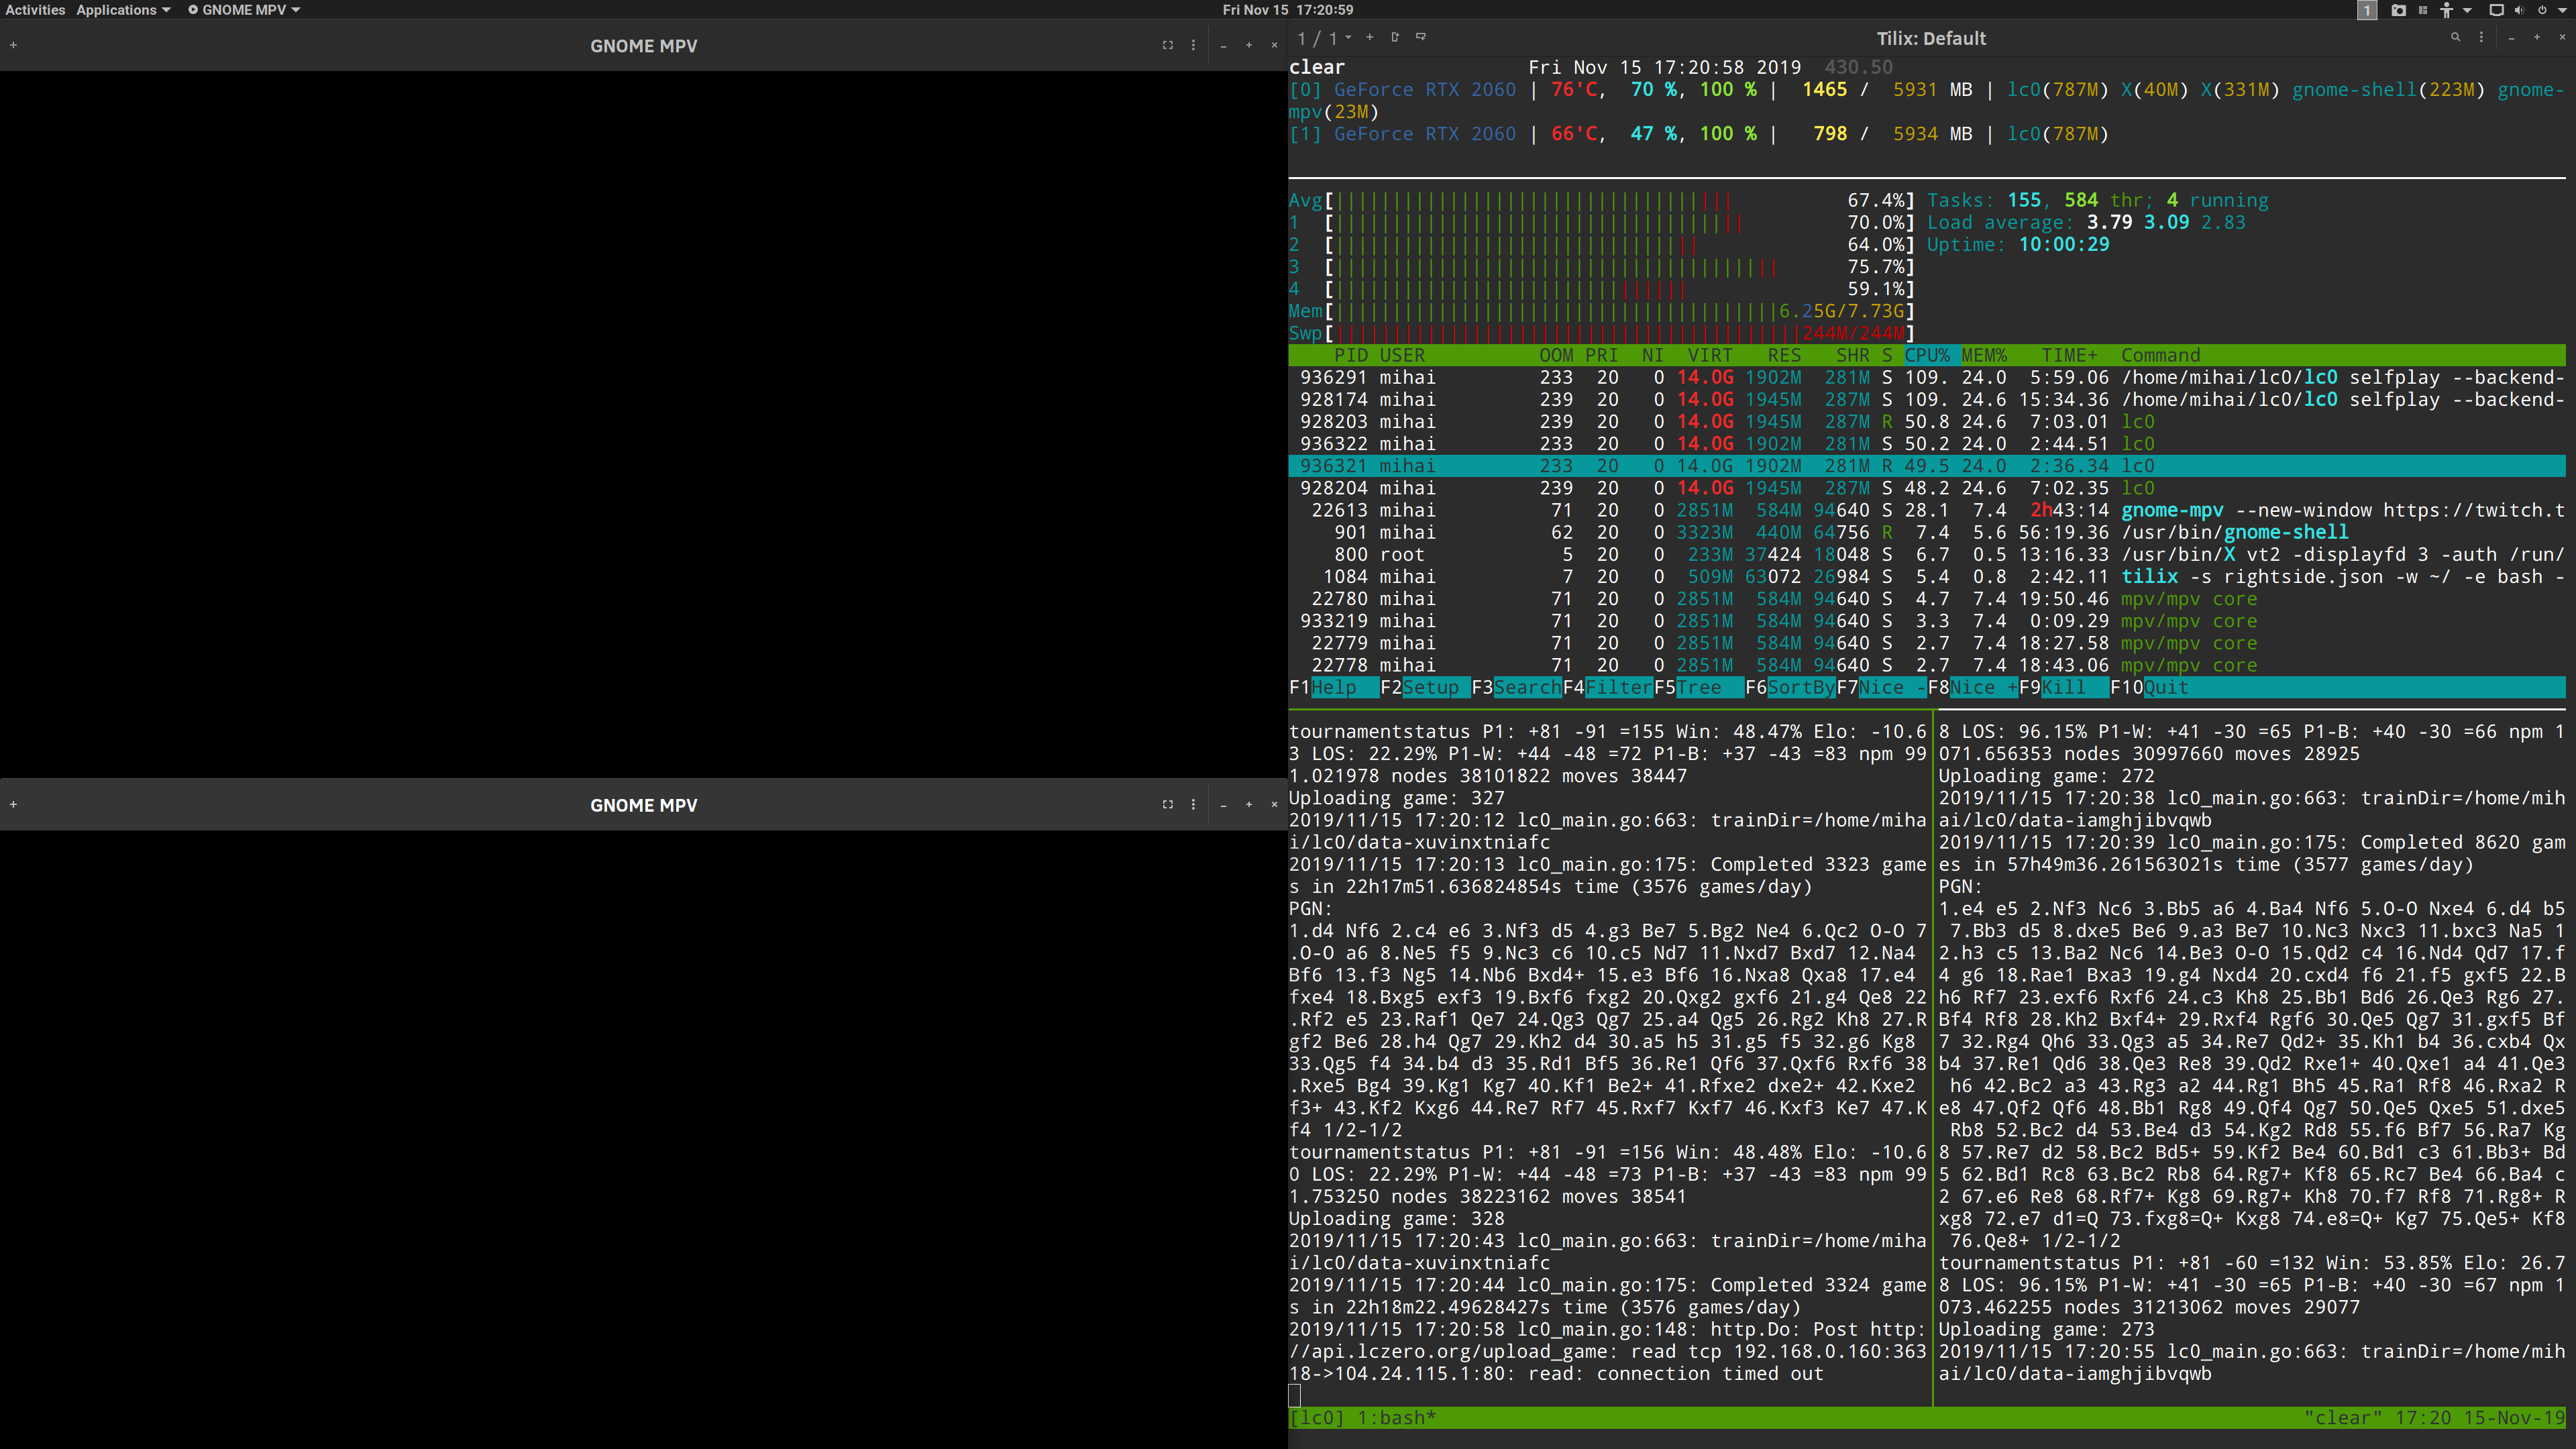 Activities Applications GNOME MPV Fri Nov 15 17:20:59 1
GNOME MPV
GNOME MPV
1 / 1 Tilix: Default
clear Fri Nov 15 17:20:58 2019 430.50
[0] GeForce RTX 2060 | 76'C, 70 %, 100 % | 1465 / 5931 MB | lc0(787M) X(40M) X(331M) gnome-shell(223M) gnome-
mpv(23M)
[1] GeForce RTX 2060 | 66'C, 47 %, 100 % | 798 / 5934 MB | lc0(787M)
Avg[ 67.4%] Tasks: 155, 584 thr; 4 running
1 [ 70.0%] Load average: 3.79 3.09 2.83
2 [ 64.0%] Uptime: 10:00:29
3 [ 75.7%]
4 [ 59.1%]
Mem[ 6.25G/7.73G]
Swp[ 244M/244M]
PID USER OOM PRI NI VIRT RES SHR S CPU% MEM% TIME+ Command
936291 mihai 233 20 0 14.0G 1902M 281M S 109. 24.0 5:59.06 /home/mihai/lc0/lc0 selfplay --backend-
928174 mihai 239 20 0 14.0G 1945M 287M S 109. 24.6 15:34.36 /home/mihai/lc0/lc0 selfplay --backend-
928203 mihai 239 20 0 14.0G 1945M 287M R 50.8 24.6 7:03.01 lc0
936322 mihai 233 20 0 14.0G 1902M 281M S 50.2 24.0 2:44.51 lc0
936321 mihai 233 20 0 14.0G 1902M 281M R 49.5 24.0 2:36.34 lc0
928204 mihai 239 20 0 14.0G 1945M 287M S 48.2 24.6 7:02.35 lc0
22613 mihai 71 20 0 2851M 584M 94640 S 28.1 7.4 2h43:14 gnome-mpv --new-window https://twitch.t
901 mihai 62 20 0 3323M 440M 64756 R 7.4 5.6 56:19.36 /usr/bin/gnome-shell
800 root 5 20 0 233M 37424 18048 S 6.7 0.5 13:16.33 /usr/bin/X vt2 -displayfd 3 -auth /run/
1084 mihai 7 20 0 509M 63072 26984 S 5.4 0.8 2:42.11 tilix -s rightside.json -w ~/ -e bash -
22780 mihai 71 20 0 2851M 584M 94640 S 4.7 7.4 19:50.46 mpv/mpv core
933219 mihai 71 20 0 2851M 584M 94640 S 3.3 7.4 0:09.29 mpv/mpv core
22779 mihai 71 20 0 2851M 584M 94640 S 2.7 7.4 18:27.58 mpv/mpv core
22778 mihai 71 20 0 2851M 584M 94640 S 2.7 7.4 18:43.06 mpv/mpv core
F1Help F2Setup F3SearchF4FilterF5Tree F6SortByF7Nice -F8Nice +F9Kill F10Quit
tournamentstatus P1: +81 -91 =155 Win: 48.47% Elo: -10.6
3 LOS: 22.29% P1-W: +44 -48 =72 P1-B: +37 -43 =83 npm 99
1.021978 nodes 38101822 moves 38447
Uploading game: 327
2019/11/15 17:20:12 lc0_main.go:663: trainDir=/home/miha
i/lc0/data-xuvinxtniafc
2019/11/15 17:20:13 lc0_main.go:175: Completed 3323 game
s in 22h17m51.636824854s time (3576 games/day)
PGN:
1.d4 Nf6 2.c4 e6 3.Nf3 d5 4.g3 Be7 5.Bg2 Ne4 6.Qc2 O-O 7
.O-O a6 8.Ne5 f5 9.Nc3 c6 10.c5 Nd7 11.Nxd7 Bxd7 12.Na4
Bf6 13.f3 Ng5 14.Nb6 Bxd4+ 15.e3 Bf6 16.Nxa8 Qxa8 17.e4
fxe4 18.Bxg5 exf3 19.Bxf6 fxg2 20.Qxg2 gxf6 21.g4 Qe8 22
.Rf2 e5 23.Raf1 Qe7 24.Qg3 Qg7 25.a4 Qg5 26.Rg2 Kh8 27.R
gf2 Be6 28.h4 Qg7 29.Kh2 d4 30.a5 h5 31.g5 f5 32.g6 Kg8
33.Qg5 f4 34.b4 d3 35.Rd1 Bf5 36.Re1 Qf6 37.Qxf6 Rxf6 38
.Rxe5 Bg4 39.Kg1 Kg7 40.Kf1 Be2+ 41.Rfxe2 dxe2+ 42.Kxe2
f3+ 43.Kf2 Kxg6 44.Re7 Rf7 45.Rxf7 Kxf7 46.Kxf3 Ke7 47.K
f4 1/2-1/2
tournamentstatus P1: +81 -91 =156 Win: 48.48% Elo: -10.6
0 LOS: 22.29% P1-W: +44 -48 =73 P1-B: +37 -43 =83 npm 99
1.753250 nodes 38223162 moves 38541
Uploading game: 328
2019/11/15 17:20:43 lc0_main.go:663: trainDir=/home/miha
i/lc0/data-xuvinxtniafc
2019/11/15 17:20:44 lc0_main.go:175: Completed 3324 game
s in 22h18m22.49628427s time (3576 games/day)
2019/11/15 17:20:58 lc0_main.go:148: http.Do: Post http:
//api.lczero.org/upload_game: read tcp 192.168.0.160:363
18->104.24.115.1:80: read: connection timed out
8 LOS: 96.15% P1-W: +41 -30 =65 P1-B: +40 -30 =66 npm 1
071.656353 nodes 30997660 moves 28925
Uploading game: 272
2019/11/15 17:20:38 lc0_main.go:663: trainDir=/home/mih
ai/lc0/data-iamghjibvqwb
2019/11/15 17:20:39 lc0_main.go:175: Completed 8620 gam
es in 57h49m36.261563021s time (3577 games/day)
PGN:
1.e4 e5 2.Nf3 Nc6 3.Bb5 a6 4.Ba4 Nf6 5.O-O Nxe4 6.d4 b5
7.Bb3 d5 8.dxe5 Be6 9.a3 Be7 10.Nc3 Nxc3 11.bxc3 Na5 1
2.h3 c5 13.Ba2 Nc6 14.Be3 O-O 15.Qd2 c4 16.Nd4 Qd7 17.f
4 g6 18.Rae1 Bxa3 19.g4 Nxd4 20.cxd4 f6 21.f5 gxf5 22.B
h6 Rf7 23.exf6 Rxf6 24.c3 Kh8 25.Bb1 Bd6 26.Qe3 Rg6 27.
Bf4 Rf8 28.Kh2 Bxf4+ 29.Rxf4 Rgf6 30.Qe5 Qg7 31.gxf5 Bf
7 32.Rg4 Qh6 33.Qg3 a5 34.Re7 Qd2+ 35.Kh1 b4 36.cxb4 Qx
b4 37.Re1 Qd6 38.Qe3 Re8 39.Qd2 Rxe1+ 40.Qxe1 a4 41.Qe3
h6 42.Bc2 a3 43.Rg3 a2 44.Rg1 Bh5 45.Ra1 Rf8 46.Rxa2 R
e8 47.Qf2 Qf6 48.Bb1 Rg8 49.Qf4 Qg7 50.Qe5 Qxe5 51.dxe5
Rb8 52.Bc2 d4 53.Be4 d3 54.Kg2 Rd8 55.f6 Bf7 56.Ra7 Kg
8 57.Re7 d2 58.Bc2 Bd5+ 59.Kf2 Be4 60.Bd1 c3 61.Bb3+ Bd
5 62.Bd1 Rc8 63.Bc2 Rb8 64.Rg7+ Kf8 65.Rc7 Be4 66.Ba4 c
2 67.e6 Re8 68.Rf7+ Kg8 69.Rg7+ Kh8 70.f7 Rf8 71.Rg8+ R
xg8 72.e7 d1=Q 73.fxg8=Q+ Kxg8 74.e8=Q+ Kg7 75.Qe5+ Kf8
76.Qe8+ 1/2-1/2
tournamentstatus P1: +81 -60 =132 Win: 53.85% Elo: 26.7
8 LOS: 96.15% P1-W: +41 -30 =65 P1-B: +40 -30 =67 npm 1
073.462255 nodes 31213062 moves 29077
Uploading game: 273
2019/11/15 17:20:55 lc0_main.go:663: trainDir=/home/mih
ai/lc0/data-iamghjibvqwb
[lc0] 1:bash* "clear" 17:20 15-Nov-19